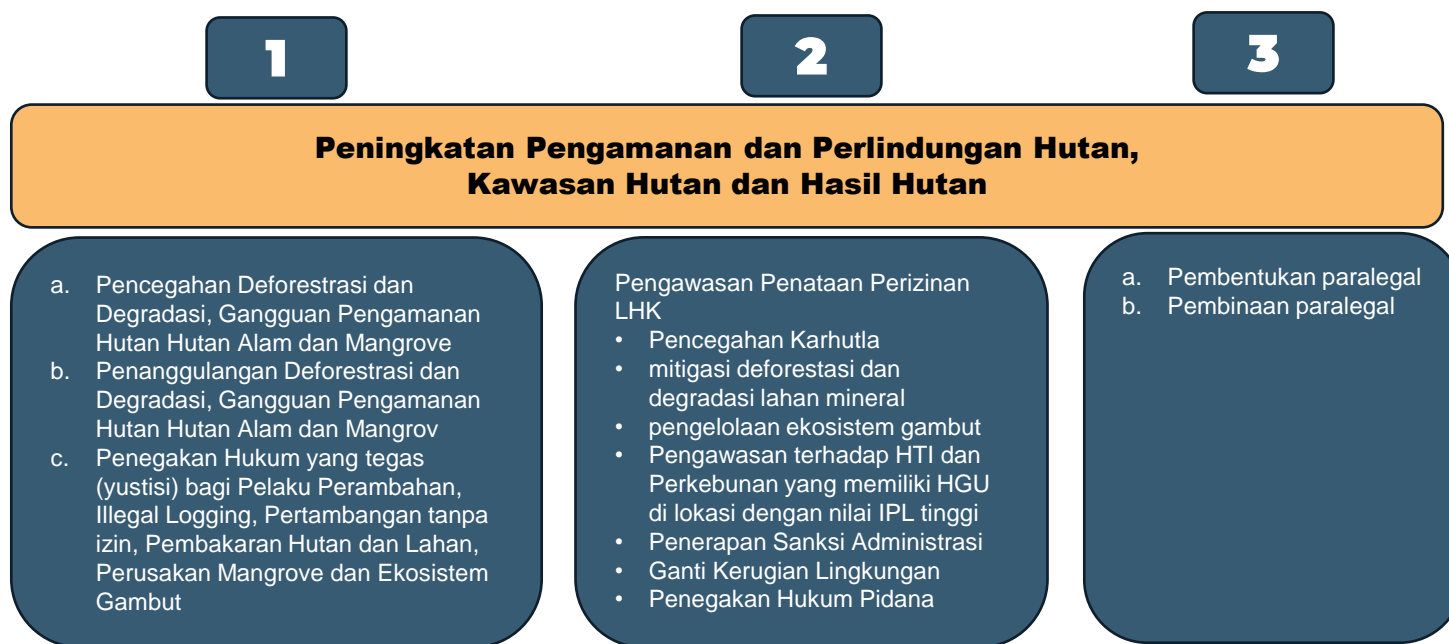 1
2
3
Peningkatan Pengamanan dan Perlindungan Hutan,
Kawasan Hutan dan Hasil Hutan
a. Pencegahan Deforestrasi dan
Degradasi, Gangguan Pengamanan
Hutan Hutan Alam dan Mangrove
b. Penanggulangan Deforestrasi dan
Degradasi, Gangguan Pengamanan
Hutan Hutan Alam dan Mangrov
c. Penegakan Hukum yang tegas
(yustisi) bagi Pelaku Perambahan,
Illegal Logging, Pertambangan tanpa
izin, Pembakaran Hutan dan Lahan,
Perusakan Mangrove dan Ekosistem
Gambut
Pengawasan Penataan Perizinan
LHK
• Pencegahan Karhutla
• mitigasi deforestasi dan
degradasi lahan mineral
• pengelolaan ekosistem gambut
• Pengawasan terhadap HTI dan
Perkebunan yang memiliki HGU
di lokasi dengan nilai IPL tinggi
• Penerapan Sanksi Administrasi
• Ganti Kerugian Lingkungan
• Penegakan Hukum Pidana
a. Pembentukan paralegal
b. Pembinaan paralegal